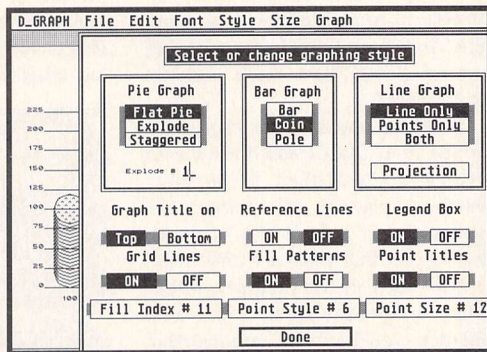 D_GRAPH File Edit Font Style Size Graph
Select or change graphing style
Pie Graph Bar Graph Line Graph
Flat Pie Bar Line Only
Explode Coin Points Only
Staggered Pole Both
Explode # 1 Projection
225
200
175
150
125
100
75
50
25
0
100
Graph Title on Reference Lines Legend Box
Top Bottom ON OFF ON OFF
Grid Lines Fill Patterns Point Titles
ON OFF ON OFF ON OFF
Fill Index # 11 Point Style # 6 Point Size # 12
Done